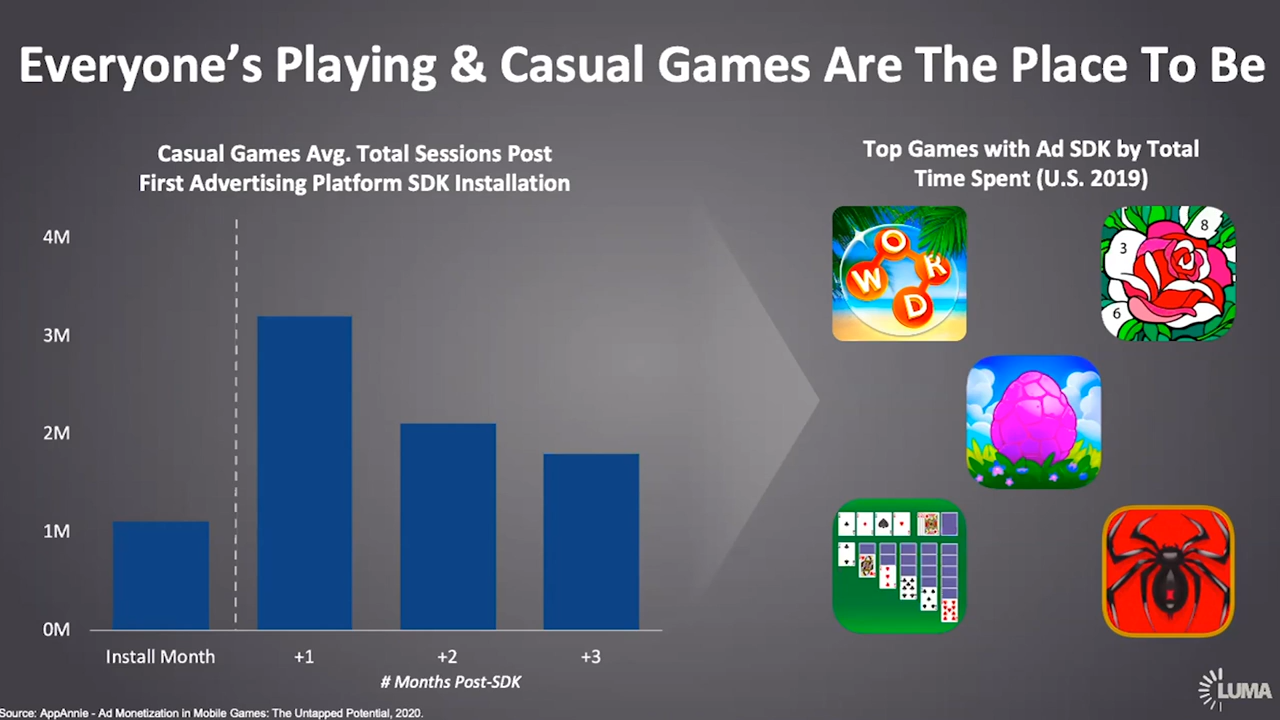 Everyone's Playing & Casual Games Are The Place To Be
Casual Games Avg. Total Sessions Post
First Advertising Platform SDK Installation
4M
3M
2M
1M
0M
Install Month
+1
+2
+3
# Months Post-SDK
Top Games with Ad SDK by Total
Time Spent (U.S. 2019)
W
O
R
D
8
3
6
LUMA
Source: AppAnnie - Ad Monetization in Mobile Games: The Untapped Potential, 2020.